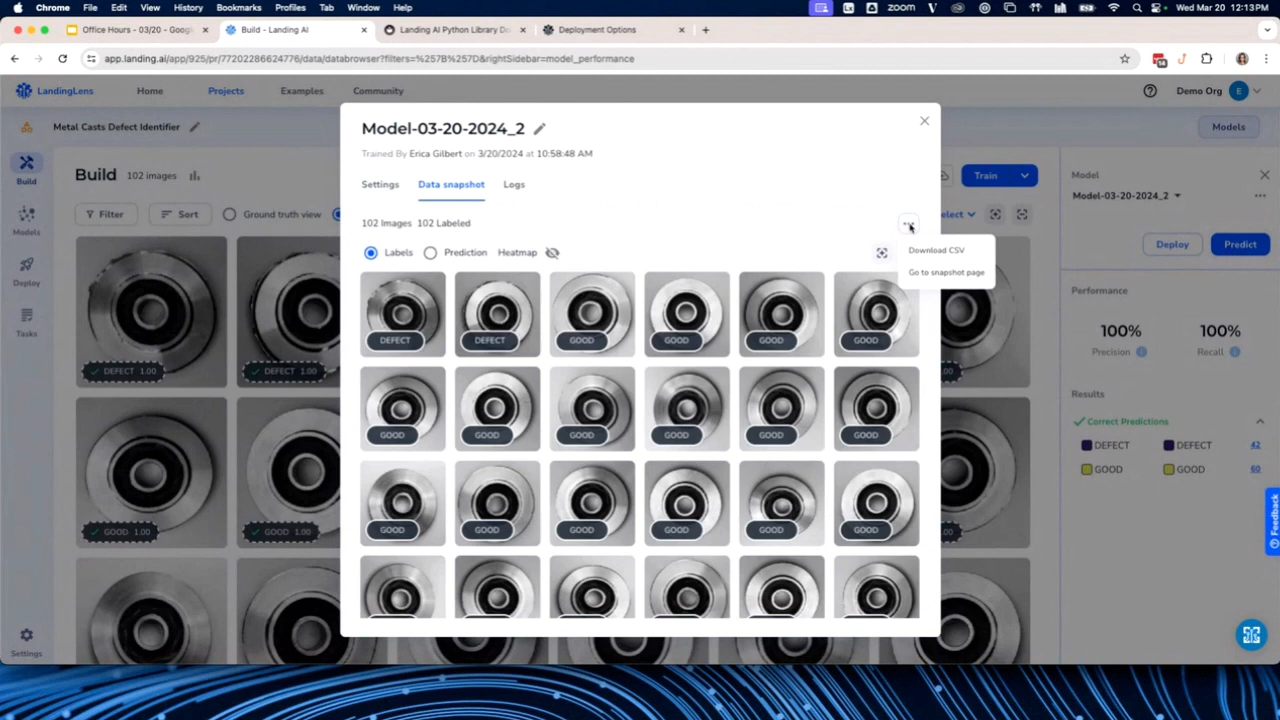 Chrome File Edit View History Bookmarks Profiles Tab Window Help zoom Wed Mar 20 12:13PM
Office Hours - 03/20 - Goog
Build - Landing AI
Landing AI Python Library Do
Deployment Options
app.landing.ai/app/925/pr/77202286624776/data/databrowser?filters=%257B%257D&rightSidebar=model_performance
LandingLens Home Projects Examples Community Demo Org E
Metal Casts Defect Identifier Models
Build
Models
Deploy
Tasks
Settings
Build 102 images Train
Filter Sort Ground truth view
DEFECT 1.00
DEFECT 1.00
GOOD 1.00
GOOD 1.00
Model-03-20-2024_2
Trained By Erica Gilbert on 3/20/2024 at 10:58:48 AM
Settings Data snapshot Logs
102 Images 102 Labeled
Labels Prediction Heatmap
Download CSV
Go to snapshot page
DEFECT DEFECT GOOD GOOD GOOD GOOD
GOOD GOOD GOOD GOOD GOOD GOOD
GOOD GOOD GOOD GOOD GOOD GOOD
Model
Model-03-20-2024_2
Deploy Predict
Performance
100% 100%
Precision Recall
Results
Correct Predictions
DEFECT DEFECT 42
GOOD GOOD 60
Feedback